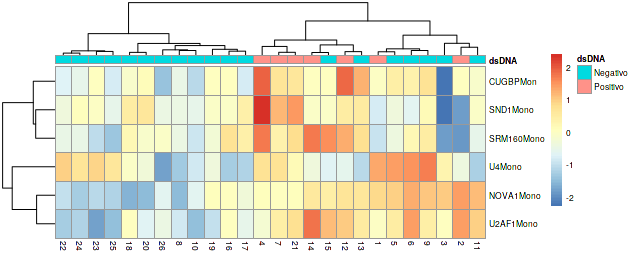 dsDNA
CUGBPMon
SND1Mono
SRM160Mono
U4Mono
NOVA1Mono
U2AF1Mono
22 24 23 25 18 20 26 8 10 19 16 17 4 7 21 14 15 12 13 1 5 6 9 3 2 11
2
1
0
-1
-2
dsDNA
Negativo
Positivo